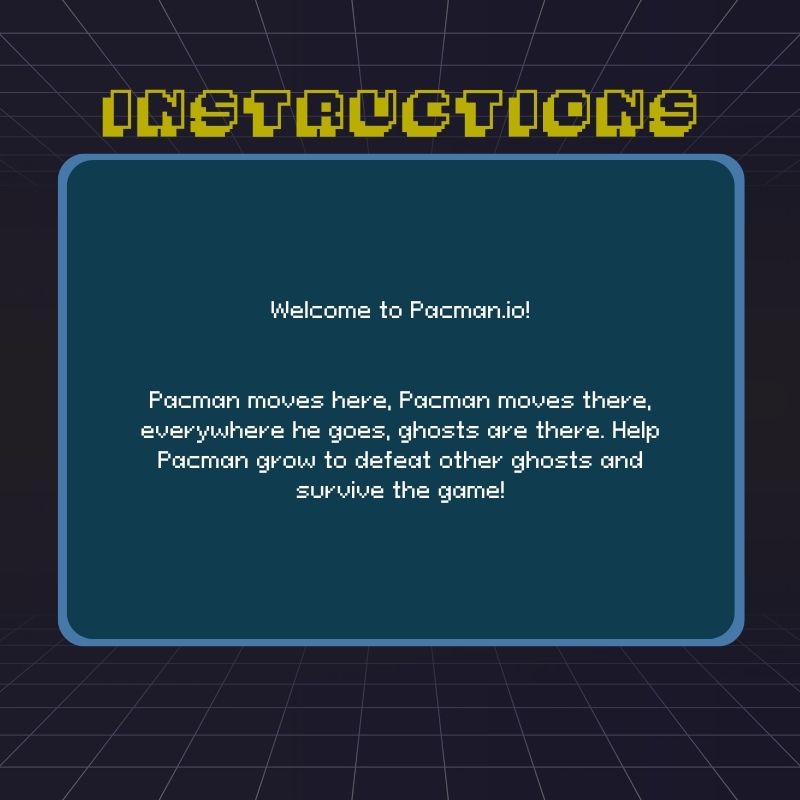 INSTRUCTIONS
Welcome to Pacman.io!
Pacman moves here, Pacman moves there,
everywhere he goes, ghosts are there. Help
Pacman grow to defeat other ghosts and
survive the game!